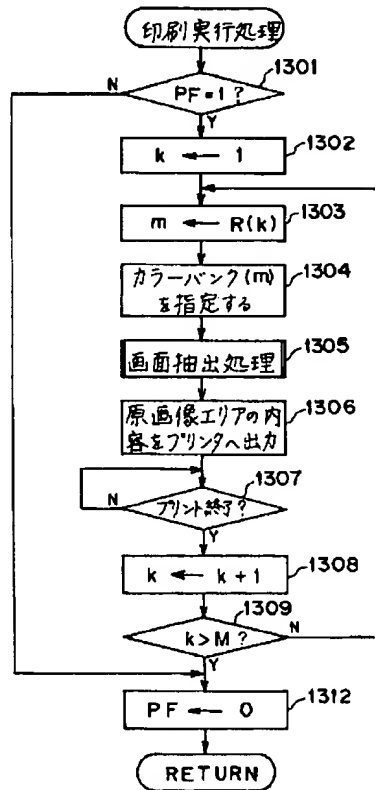 印刷実行処理
1301
N
PF=1?
Y
1302
k ← 1
1303
m ← R(k)
1304
カラーバンク(m)
を指定する
1305
画面抽出処理
1306
原画像エリアの内
容をプリンタへ出力
1307
N
プリント終了?
Y
1308
k ← k+1
1309
k>M?
N
Y
1312
PF ← 0
RETURN